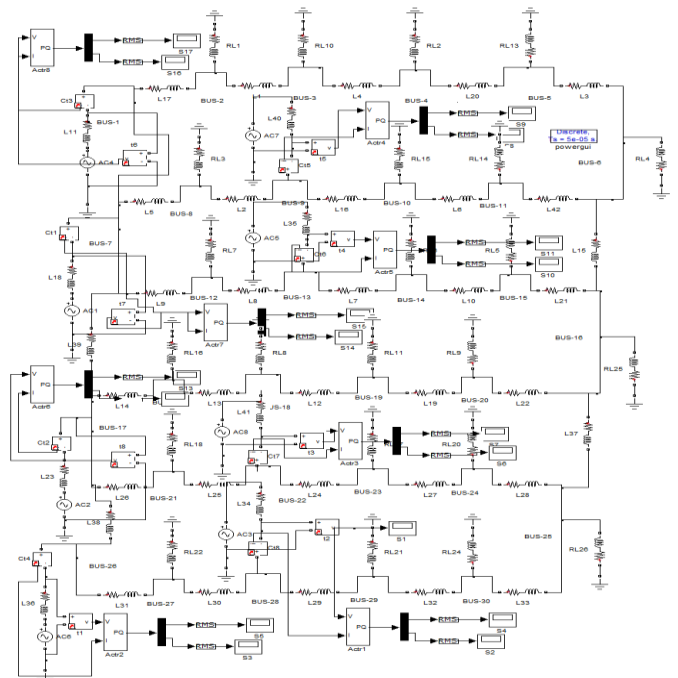 RL1
RL10
RL2
RL13
V
PQ
I
Actr8
RMS
S17
RMS
S16
L17
BUS-2
L1
BUS-3
L4
BUS-4
L20
BUS-5
L3
Ct3
BUS-1
L11
AC4
t6
RL3
AC7
L40
Ct5
t5
V
PQ
I
Actr4
RMS
S9
RMS
RL15
RL14
Discrete,
Ts = 5e-05 s
powergui
BUS-6
RL4
L5
BUS-8
L2
BUS-9
L16
BUS-10
L6
BUS-11
L42
Ct1
BUS-7
L18
AC1
t7
RL7
L35
AC5
Ct6
t4
V
PQ
I
Actr5
RMS
S11
RMS
S10
RL5
L15
L9
BUS-12
L8
BUS-13
L7
BUS-14
L10
BUS-15
L21
L39
V
PQ
I
Actr7
RMS
S15
RMS
S14
RL16
RL8
RL11
RL9
BUS-16
RL25
V
PQ
I
Actr6
RMS
S13
L14
L13
L12
BUS-19
L19
BUS-20
L22
L41
JS-18
AC8
Ct7
t3
V
PQ
I
Actr3
RMS
RMS
S6
RL20
L37
BUS-17
Ct2
L23
AC2
t8
RL18
L26
BUS-21
L25
BUS-22
L24
BUS-23
L27
BUS-24
L28
L38
L34
AC3
Ct8
t2
S1
RL22
RL21
RL24
BUS-25
RL26
Ct4
BUS-26
L31
BUS-27
L30
BUS-28
L29
BUS-29
L32
BUS-30
L33
L36
AC6
t1
V
PQ
I
Actr2
RMS
S5
RMS
S3
V
PQ
I
Actr1
RMS
S4
RMS
S2